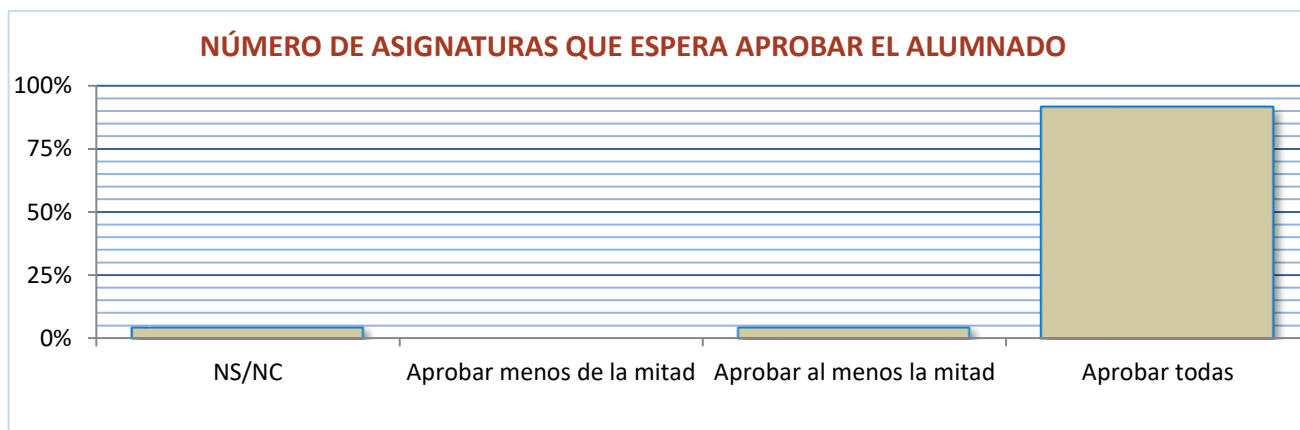 NÚMERO DE ASIGNATURAS QUE ESPERA APROBAR EL ALUMNADO
100%
75%
50%
25%
0%
NS/NC
Aprobar menos de la mitad
Aprobar al menos la mitad
Aprobar todas